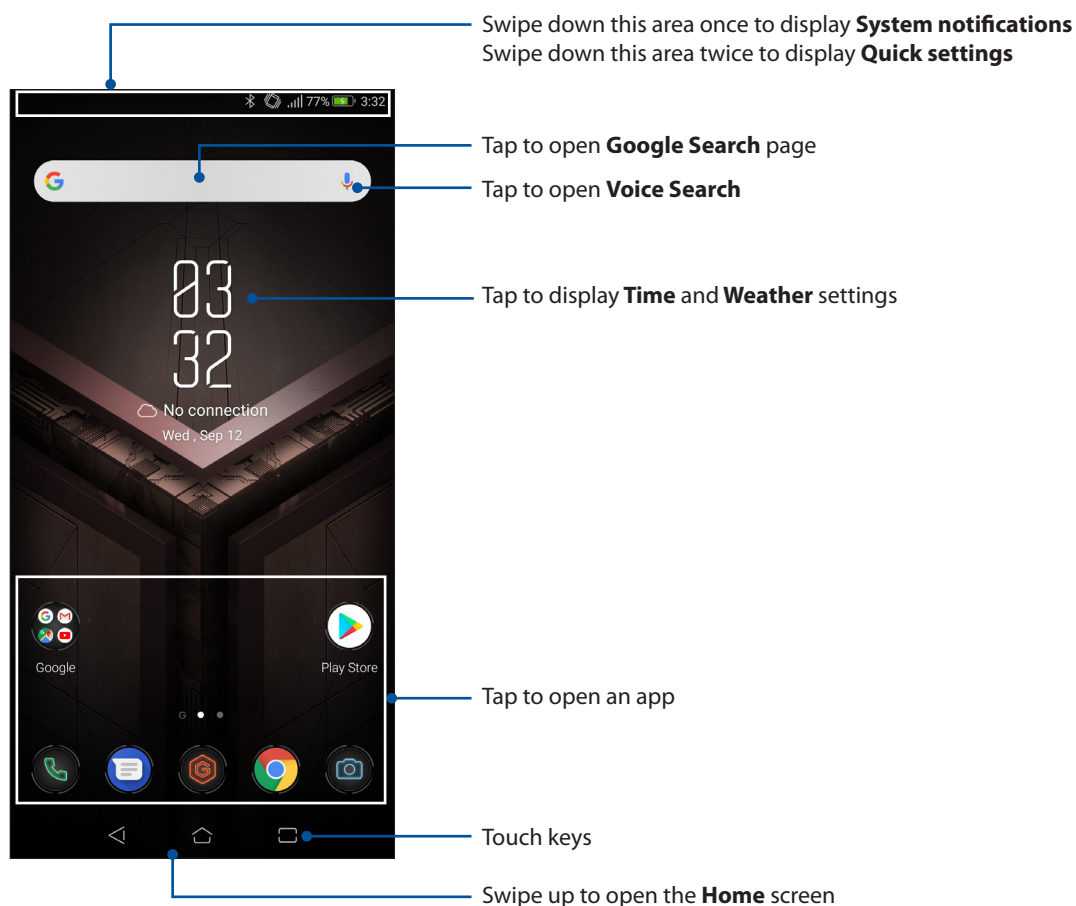 Swipe down this area once to display System notifications
Swipe down this area twice to display Quick settings
77% 3:32
Tap to open Google Search page
G
Tap to open Voice Search
03
32
Tap to display Time and Weather settings
No connection
Wed , Sep 12
Google
Play Store
Tap to open an app
G
Touch keys
Swipe up to open the Home screen